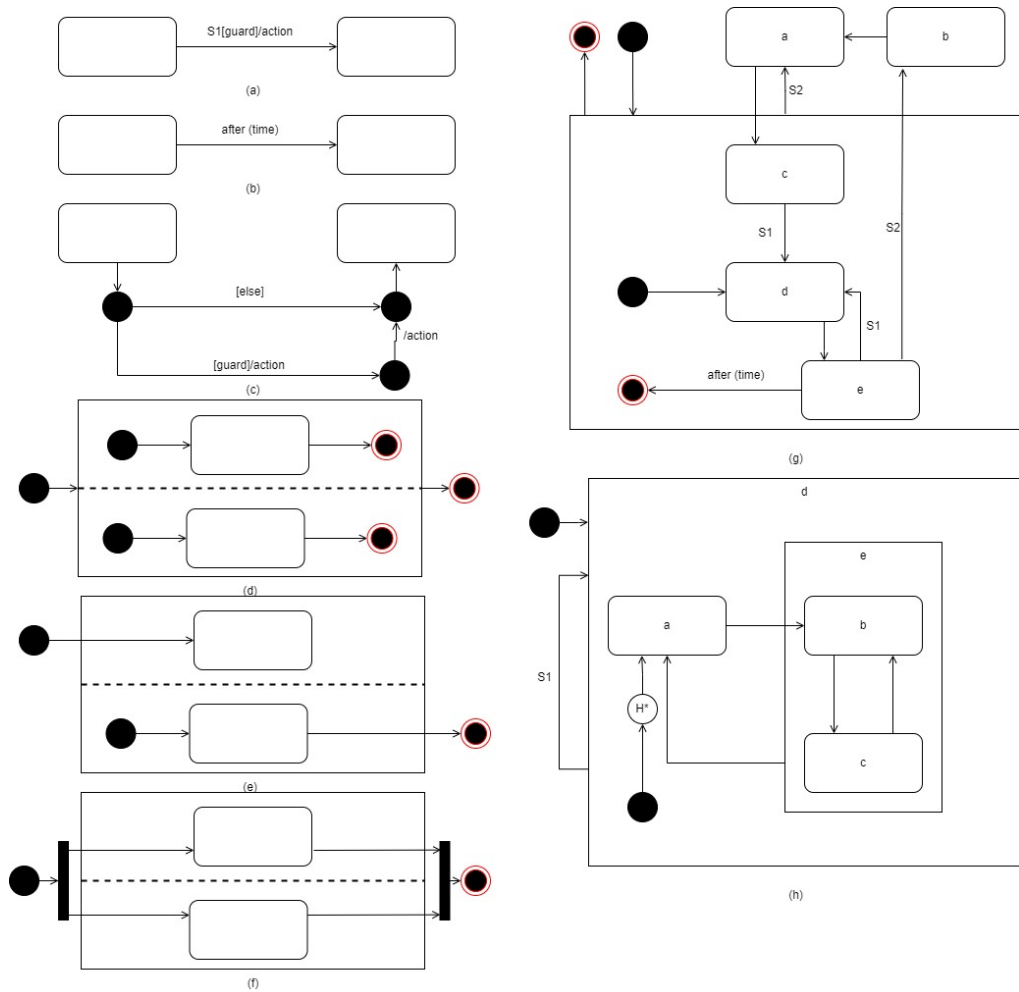 S1[guard]/action
(a)
after (time)
(b)
[else]
/action
[guard]/action
(c)
(d)
(e)
(f)
a
b
S2
c
S1
S2
d
S1
after (time)
e
(g)
d
e
a
b
S1
H*
c
(h)